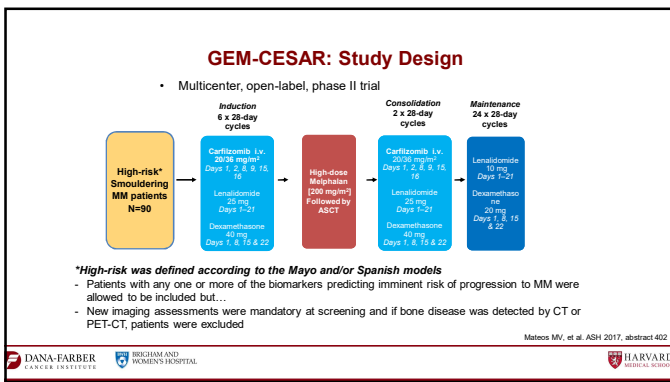 GEM-CESAR: Study Design
• Multicenter, open-label, phase II trial
Induction
6 x 28-day
cycles
Consolidation
2 x 28-day
cycles
Maintenance
24 x 28-day
cycles
High-risk*
Smouldering
MM patients
N=90
Carfilzomib i.v.
20/36 mg/m²
Days 1, 2, 8, 9, 15,
16
Lenalidomide
25 mg
Days 1–21
Dexamethasone
40 mg
Days 1, 8, 15 & 22
High-dose
Melphalan
[200 mg/m²]
Followed by
ASCT
Carfilzomib i.v.
20/36 mg/m²
Days 1, 2, 8, 9, 15,
16
Lenalidomide
25 mg
Days 1–21
Dexamethasone
40 mg
Days 1, 8, 15 & 22
Lenalidomide
10 mg
Days 1–21
Dexamethaso
ne
20 mg
Days 1, 8, 15
& 22
*High-risk was defined according to the Mayo and/or Spanish models
- Patients with any one or more of the biomarkers predicting imminent risk of progression to MM were
allowed to be included but…
- New imaging assessments were mandatory at screening and if bone disease was detected by CT or
PET-CT, patients were excluded
Mateos MV, et al. ASH 2017, abstract 402
DANA-FARBER
CANCER INSTITUTE
BRIGHAM AND
WOMEN'S HOSPITAL
HARVARD
MEDICAL SCHOOL